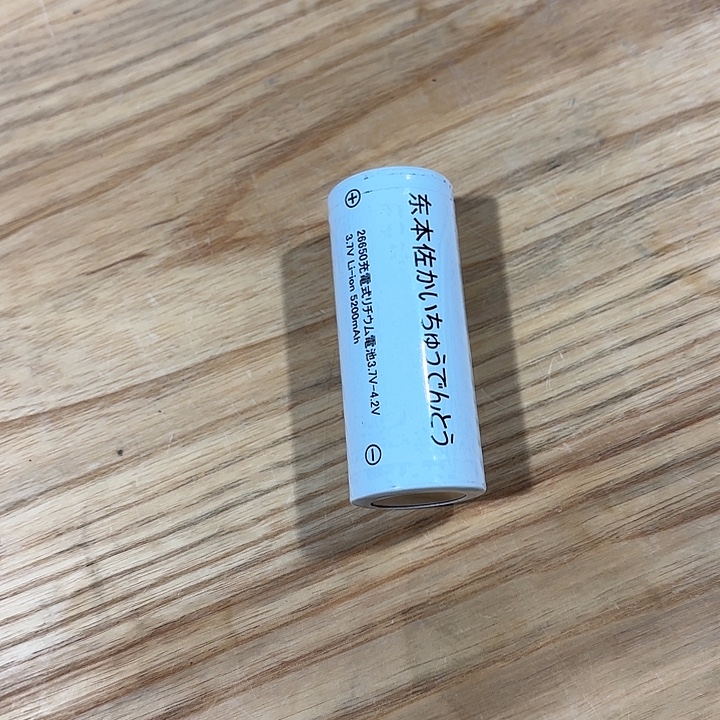 东本佐かいちゅうでんとう
26650充電式リチウム電池3.7V-4.2V
3.7V Li-ion 5200mAh